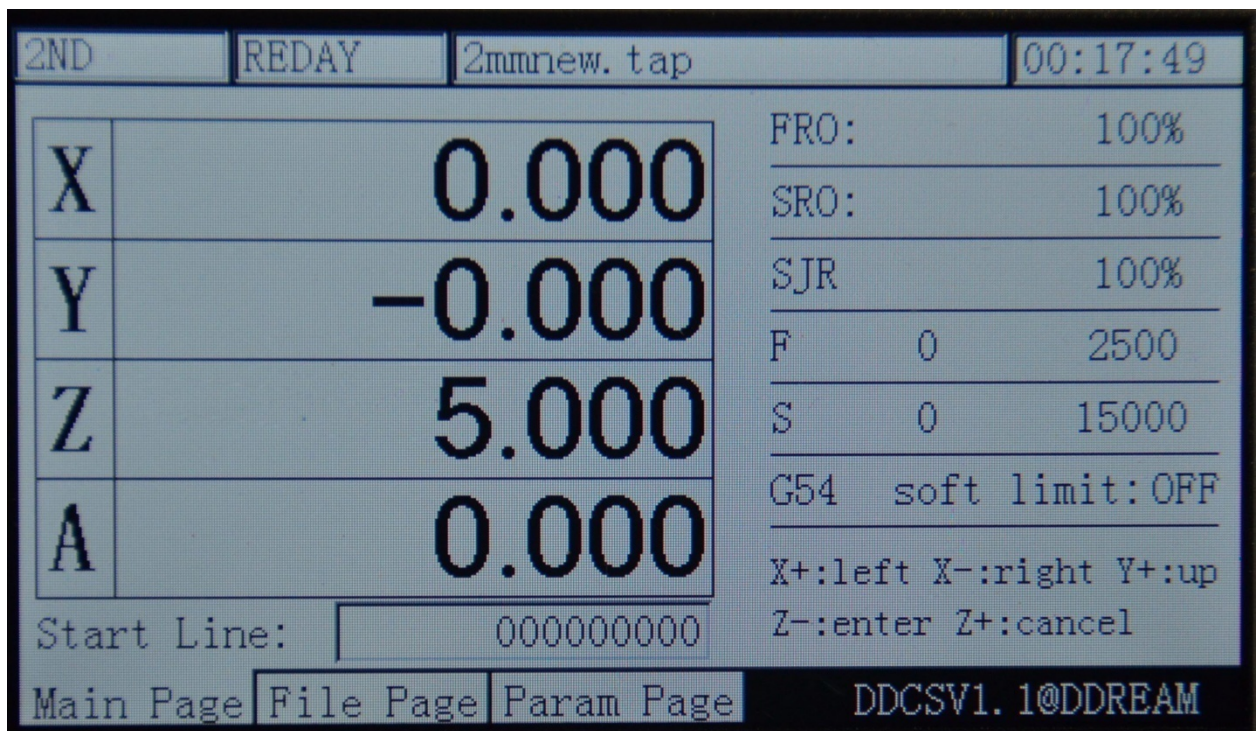 2ND REDAY 2mmnew.tap 00:17:49
X 0.000
Y -0.000
Z 5.000
A 0.000
Start Line: 000000000
FRO: 100%
SRO: 100%
SJR 100%
F 0 2500
S 0 15000
G54 soft limit:OFF
X+:left X-:right Y+:up
Z-:enter Z+:cancel
Main Page File Page Param Page DDCSV1.1@DDREAM